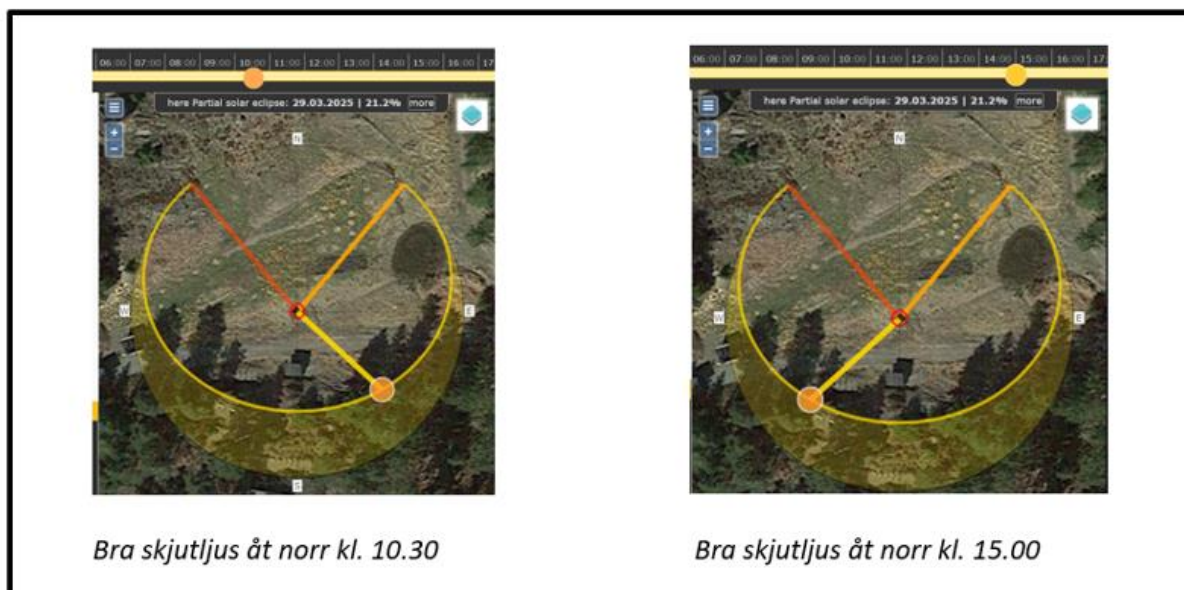 06:00 07:00 08:00 09:00 10:00 11:00 12:00 13:00 14:00 15:00 16:00 17
here Partial solar eclipse: 29.03.2025 | 21.2% more
+
−
N
W
E
S
Bra skjutljus åt norr kl. 10.30
06:00 07:00 08:00 09:00 10:00 11:00 12:00 13:00 14:00 15:00 16:00 17:
here Partial solar eclipse: 29.03.2025 | 21.2% more
+
−
N
W
E
Bra skjutljus åt norr kl. 15.00